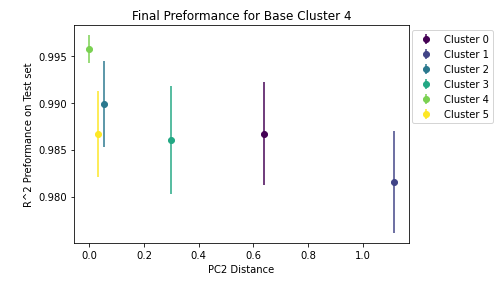 Final Preformance for Base Cluster 4
R^2 Preformance on Test set
0.995
0.990
0.985
0.980
0.0 0.2 0.4 0.6 0.8 1.0
PC2 Distance
Cluster 0
Cluster 1
Cluster 2
Cluster 3
Cluster 4
Cluster 5